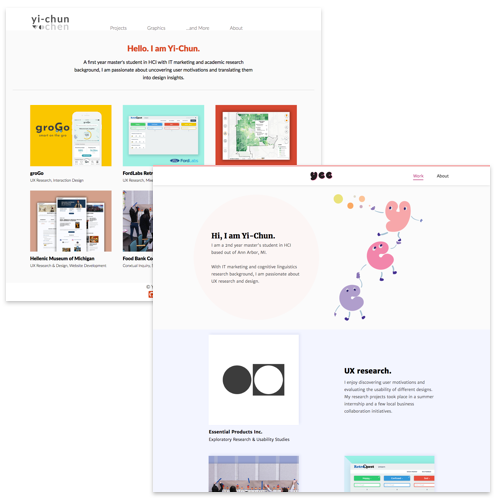 yi-chun
chen
Projects
Graphics
...and More
About
Hello. I am Yi-Chun.
A first year master's student in HCI with IT marketing and academic research
background, I am passionate about uncovering user motivations and translating them
into design insights.
groGo
FordLabs
groGo
UX Research, Interaction Design
FordLabs Retr
UX Research, M
Hellenic Museum of Michigan
UX Research & Design, Website Development
Food Bank Co
Contextual Inquiry,
yee
Work
About
Hi, I am Yi-Chun.
I am a 2nd year master's student in HCI
based out of Ann Arbor, MI.
With IT marketing and cognitive linguistics
research background, I am passionate about
UX research and design.
UX research.
I enjoy discovering user motivations and
evaluating the usability of different designs.
My research projects took place in a summer
internship and a few local business
collaboration initiatives.
Essential Products Inc.
Exploratory Research & Usability Studies
RetroQuest